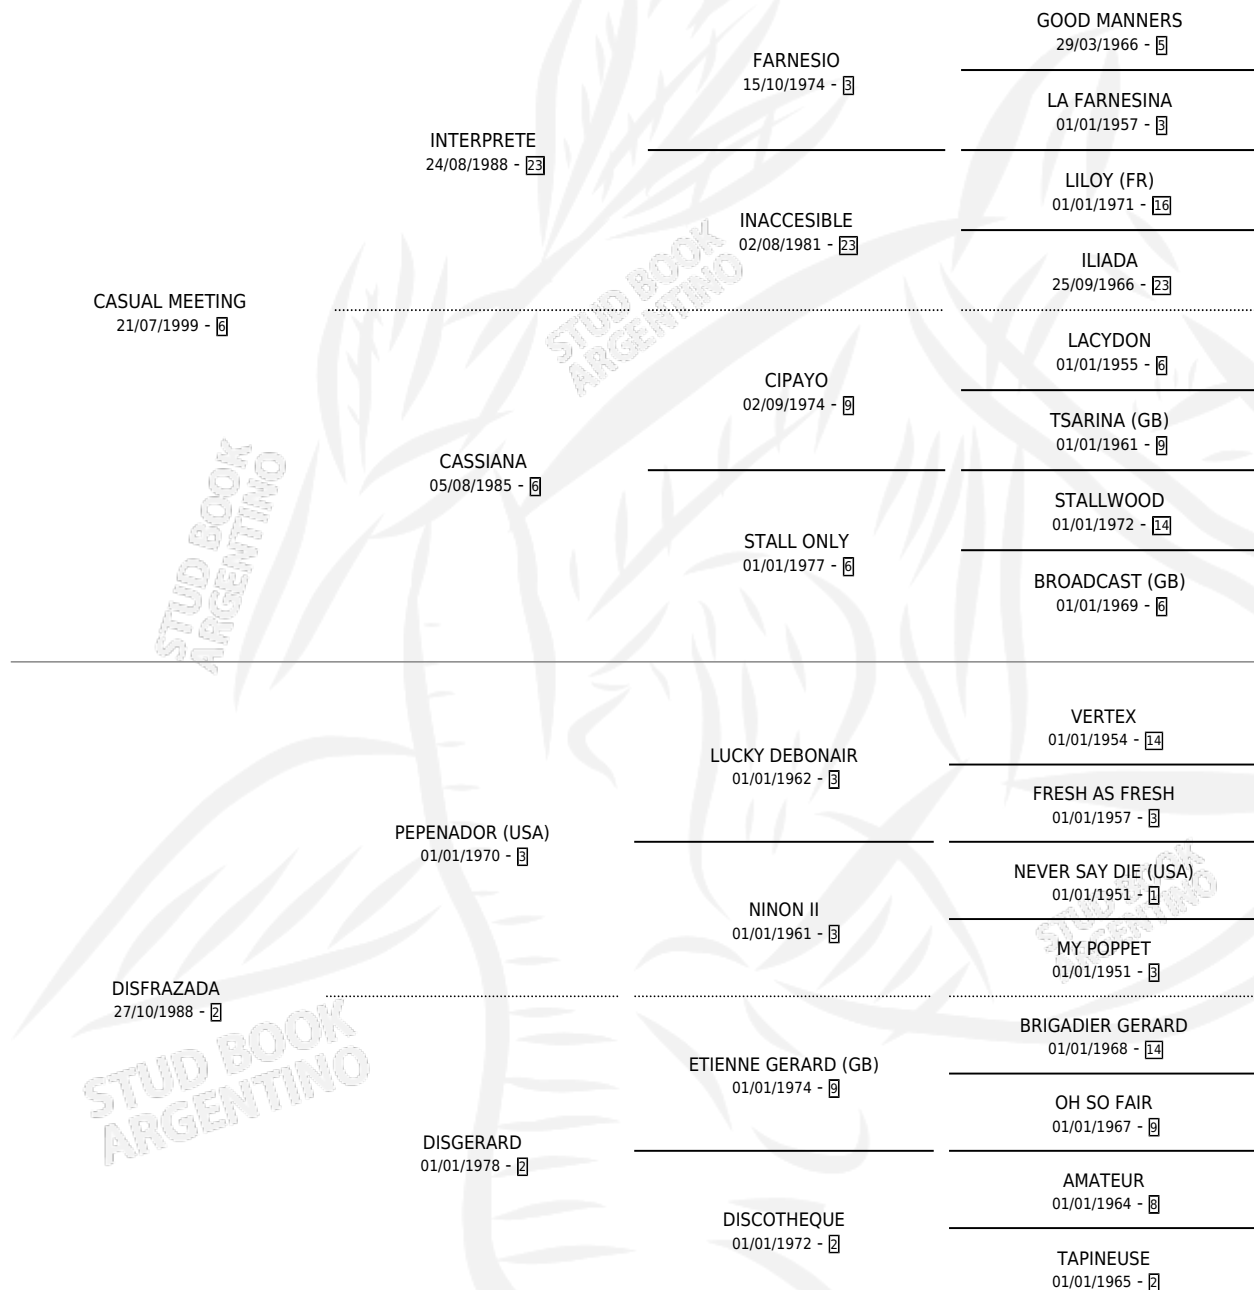 GOOD MANNERS
29/03/1966 - 5
FARNESIO
15/10/1974 - 3
LA FARNESINA
01/01/1957 - 3
INTERPRETE
24/08/1988 - 23
LILOY (FR)
01/01/1971 - 16
INACCESIBLE
02/08/1981 - 23
ILIADA
25/09/1966 - 23
CASUAL MEETING
21/07/1999 - 6
LACYDON
01/01/1955 - 6
CIPAYO
02/09/1974 - 9
TSARINA (GB)
01/01/1961 - 9
CASSIANA
05/08/1985 - 6
STALLWOOD
01/01/1972 - 14
STALL ONLY
01/01/1977 - 6
BROADCAST (GB)
01/01/1969 - 6
VERTEX
01/01/1954 - 14
LUCKY DEBONAIR
01/01/1962 - 3
FRESH AS FRESH
01/01/1957 - 3
PEPENADOR (USA)
01/01/1970 - 3
NEVER SAY DIE (USA)
01/01/1951 - 1
NINON II
01/01/1961 - 3
MY POPPET
01/01/1951 - 3
DISFRAZADA
27/10/1988 - 2
BRIGADIER GERARD
01/01/1968 - 14
ETIENNE GERARD (GB)
01/01/1974 - 9
OH SO FAIR
01/01/1967 - 9
DISGERARD
01/01/1978 - 2
AMATEUR
01/01/1964 - 8
DISCOTHEQUE
01/01/1972 - 2
TAPINEUSE
01/01/1965 - 2
STUD BOOK
ARGENTINO
STUD BOOK
ARGENTINO
STUD BOOK
ARGENTINO
STUD BOOK
ARGENTINO